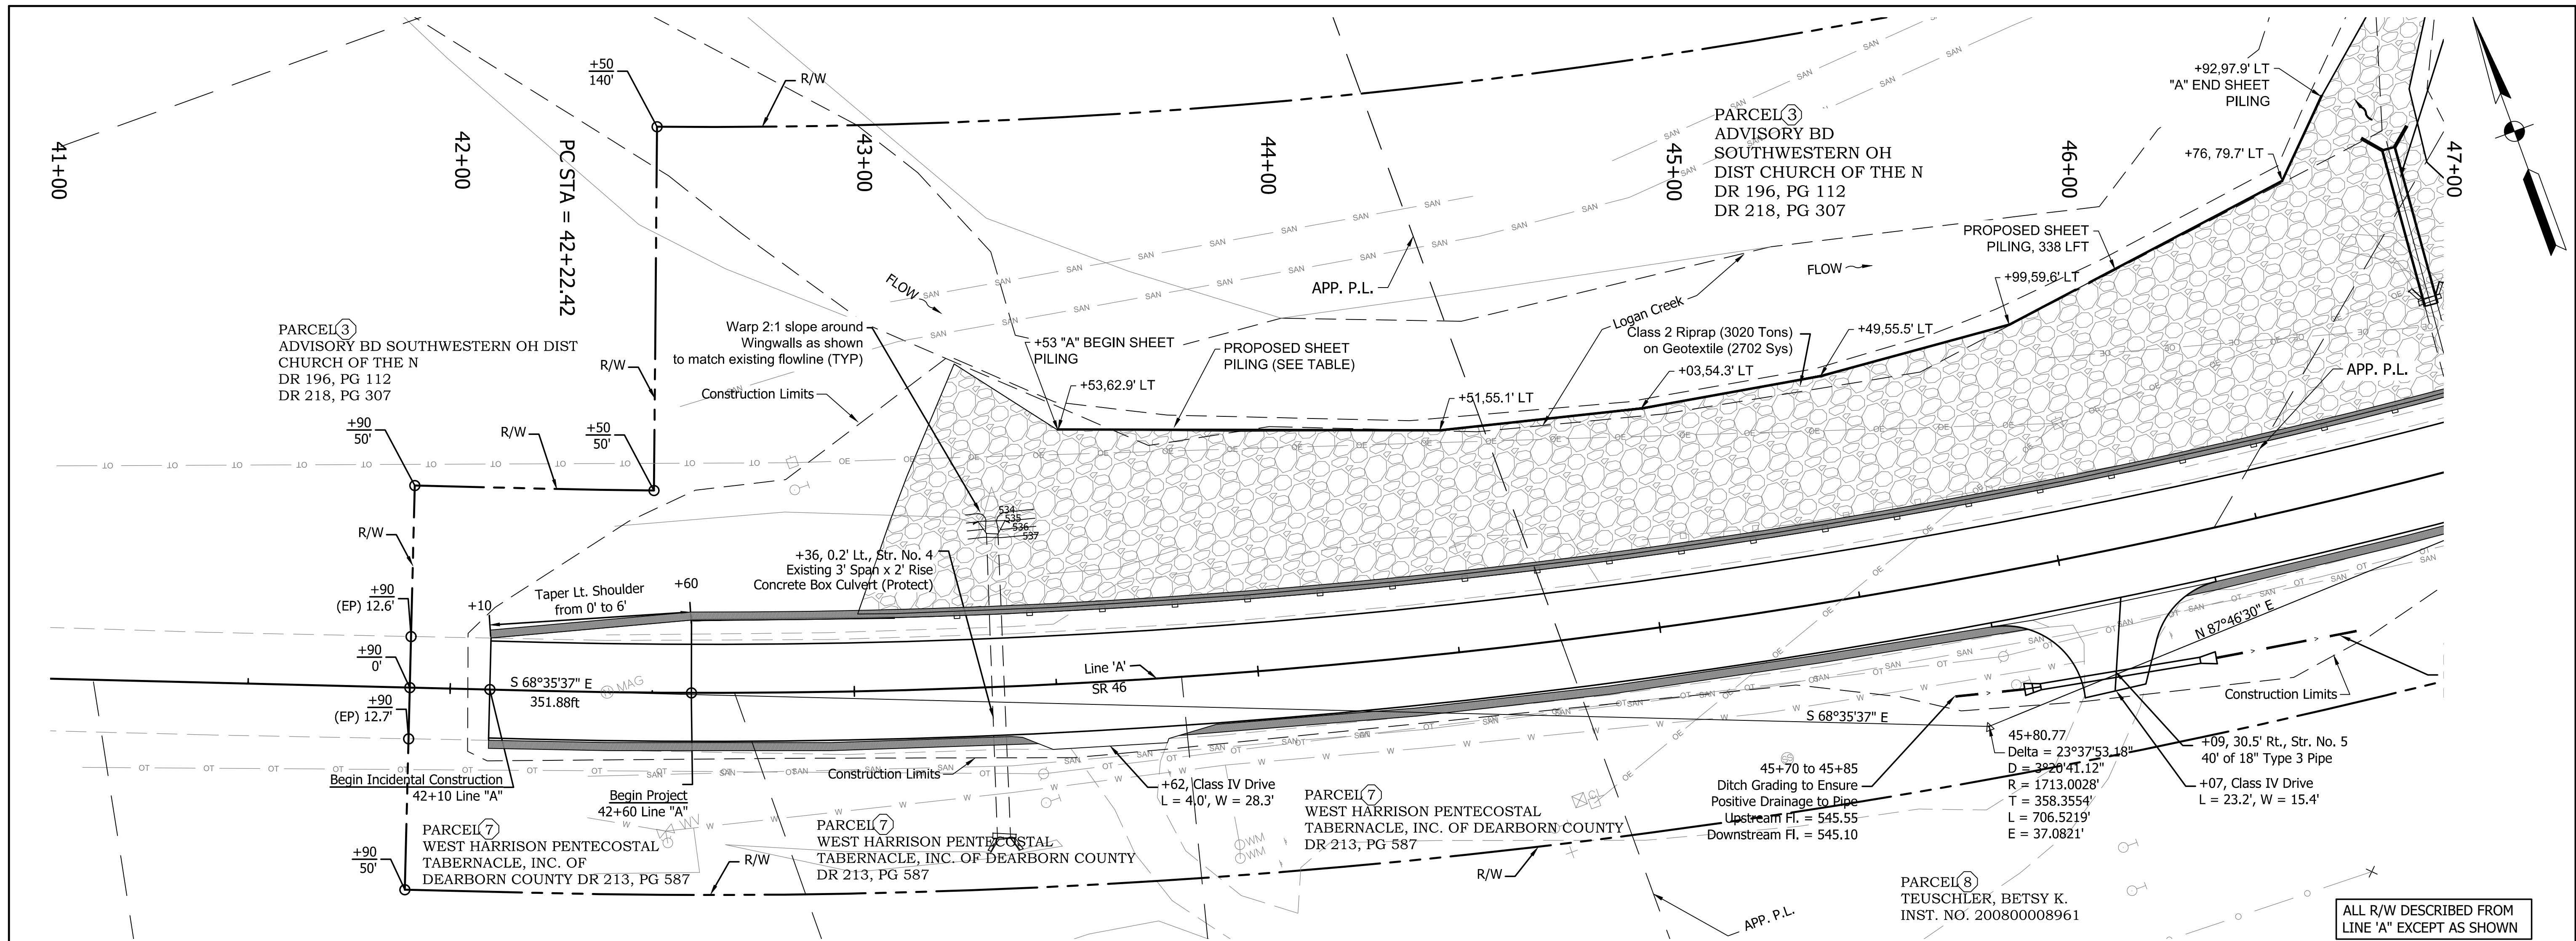 +50
140'
R/W
41+00
42+00
PC STA = 42+22.42
43+00
44+00
45+00
46+00
47+00
PARCEL 3
ADVISORY BD
SOUTHWESTERN OH
DIST CHURCH OF THE N
DR 196, PG 112
DR 218, PG 307
+92,97.9' LT
"A" END SHEET
PILING
+76, 79.7' LT
PROPOSED SHEET
PILING, 338 LFT
+99,59.6' LT
FLOW
FLOW
APP. P.L.
Logan Creek
PARCEL 3
ADVISORY BD SOUTHWESTERN OH DIST
CHURCH OF THE N
DR 196, PG 112
DR 218, PG 307
R/W
Warp 2:1 slope around
Wingwalls as shown
to match existing flowline (TYP)
Construction Limits
+53 "A" BEGIN SHEET
PILING
+53,62.9' LT
PROPOSED SHEET
PILING (SEE TABLE)
+51,55.1' LT
Class 2 Riprap (3020 Tons)
on Geotextile (2702 Sys)
+03,54.3' LT
+49,55.5' LT
APP. P.L.
+90
50'
R/W
+50
50'
R/W
534
535
536
537
+36, 0.2' Lt., Str. No. 4
Existing 3' Span x 2' Rise
Concrete Box Culvert (Protect)
+90
(EP) 12.6'
+10
Taper Lt. Shoulder
from 0' to 6'
+60
+90
0'
S 68°35'37" E
351.88ft
MAG
Line 'A'
SR 46
+90
(EP) 12.7'
N 87°46'30" E
S 68°35'37" E
Construction Limits
Begin Incidental Construction
42+10 Line "A"
Begin Project
42+60 Line "A"
Construction Limits
+62, Class IV Drive
L = 4.0', W = 28.3'
45+70 to 45+85
Ditch Grading to Ensure
Positive Drainage to Pipe
Upstream Fl. = 545.55
Downstream Fl. = 545.10
45+80.77
Delta = 23°37'53.18"
D = 3°20'41.12"
R = 1713.0028'
T = 358.3554'
L = 706.5219'
E = 37.0821'
+09, 30.5' Rt., Str. No. 5
40' of 18" Type 3 Pipe
+07, Class IV Drive
L = 23.2', W = 15.4'
+90
50'
PARCEL 7
WEST HARRISON PENTECOSTAL
TABERNACLE, INC. OF
DEARBORN COUNTY DR 213, PG 587
R/W
WV
PARCEL 7
WEST HARRISON PENTECOSTAL
TABERNACLE, INC. OF DEARBORN COUNTY
DR 213, PG 587
WM
WM
PARCEL 7
WEST HARRISON PENTECOSTAL
TABERNACLE, INC. OF DEARBORN COUNTY
DR 213, PG 587
R/W
APP. P.L.
PARCEL 8
TEUSCHLER, BETSY K.
INST. NO. 200800008961
ALL R/W DESCRIBED FROM
LINE 'A' EXCEPT AS SHOWN